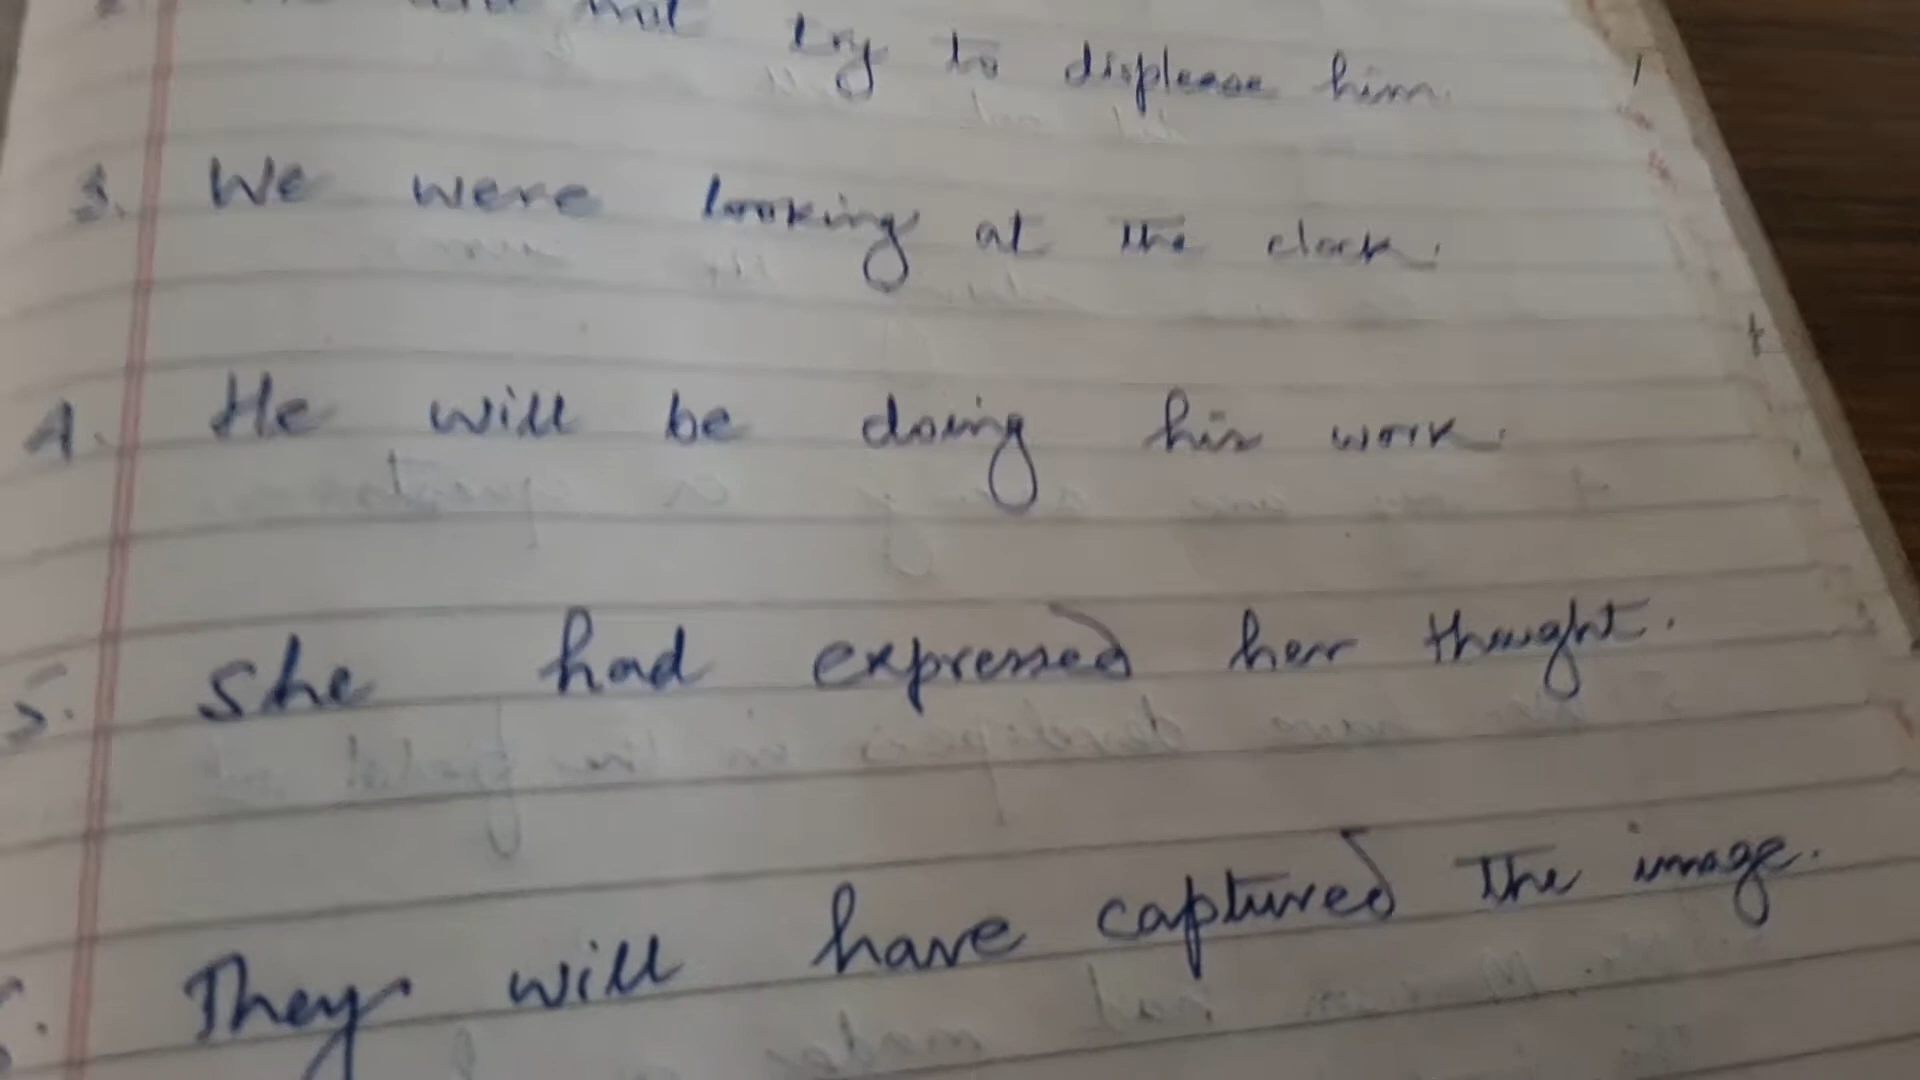 not try to displease him.
3. We were looking at the clock.
4. He will be doing his work.
5. She had expressed her thought.
They will have captured the image.